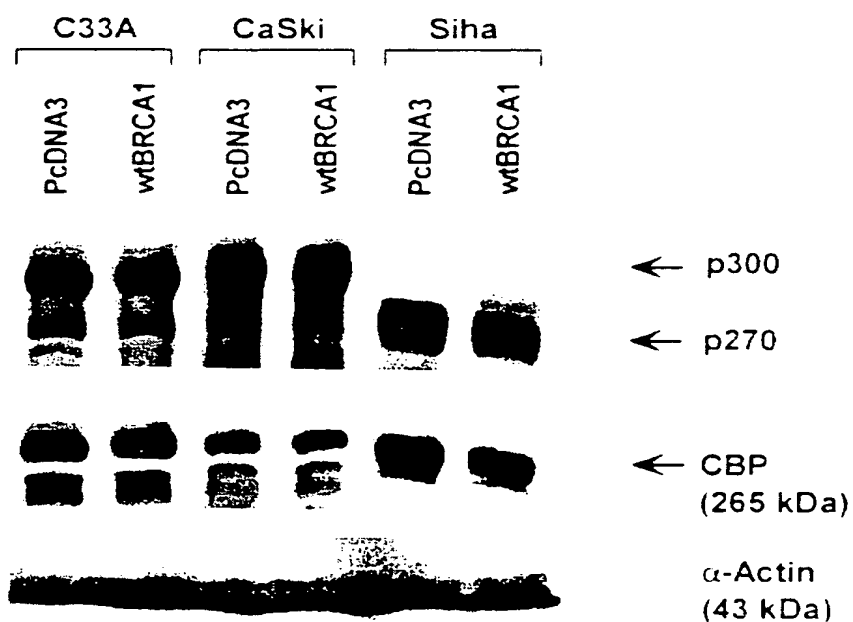 C33A CaSki Siha
PcDNA3 wtBRCA1 PcDNA3 wtBRCA1 PcDNA3 wtBRCA1
p300
p270
CBP
(265 kDa)
α-Actin
(43 kDa)